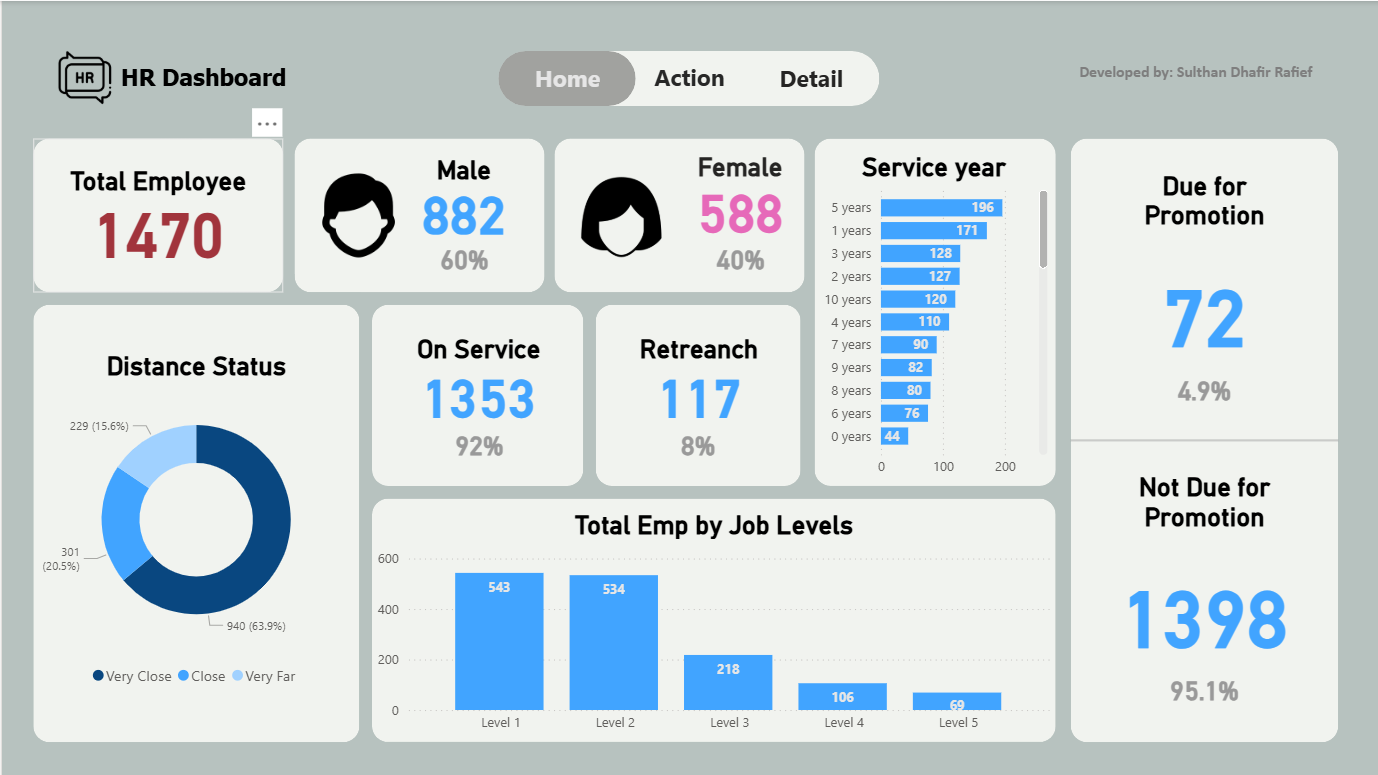 HR
HR Dashboard
Home
Action
Detail
Developed by: Sulthan Dhafir Rafief
Total Employee
1470
Male
882
60%
Female
588
40%
Service year
5 years 196
1 years 171
3 years 128
2 years 127
10 years 120
4 years 110
7 years 90
9 years 82
8 years 80
6 years 76
0 years 44
0 100 200
Due for
Promotion
72
4.9%
Distance Status
229 (15.6%)
301
(20.5%)
940 (63.9%)
Very Close Close Very Far
On Service
1353
92%
Retreanch
117
8%
Total Emp by Job Levels
600
400
200
0
543
534
218
106
69
Level 1 Level 2 Level 3 Level 4 Level 5
Not Due for
Promotion
1398
95.1%